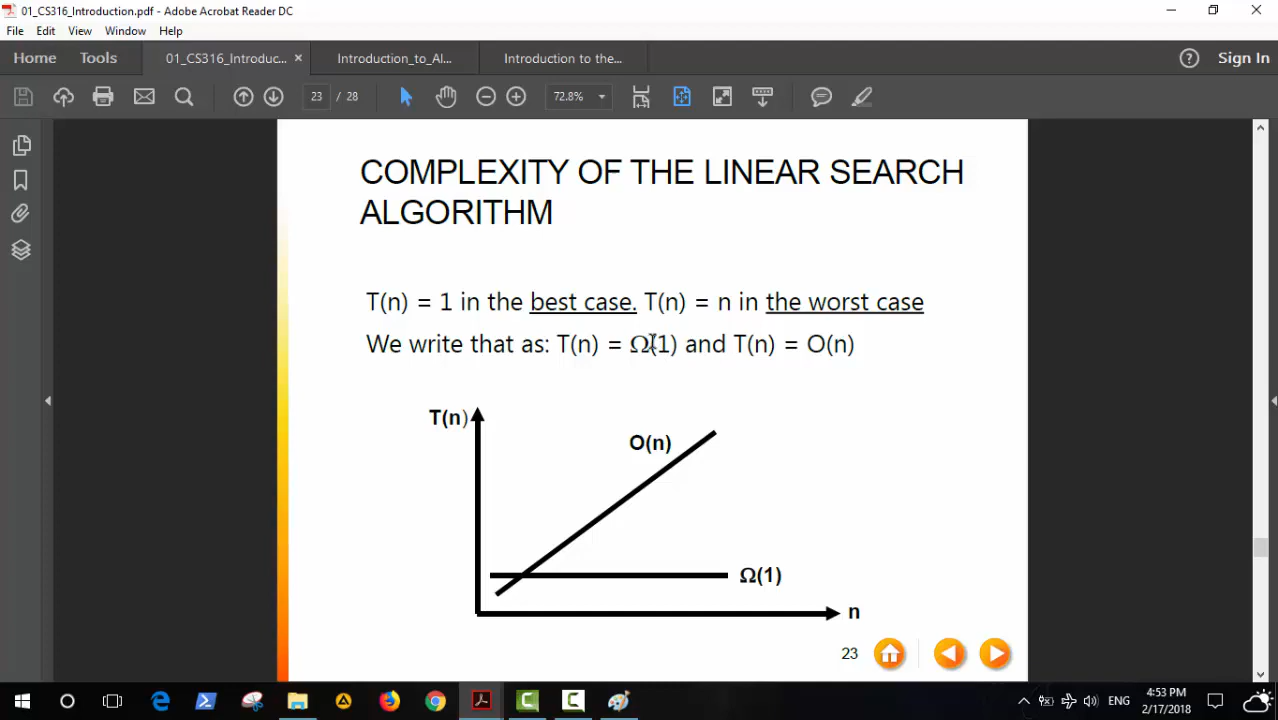 01_CS316_Introduction.pdf - Adobe Acrobat Reader DC
File Edit View Window Help
Home Tools 01_CS316_Introduc... × Introduction_to_Al... Introduction to the... ? Sign In
23 / 28 72.8%
COMPLEXITY OF THE LINEAR SEARCH
ALGORITHM
T(n) = 1 in the best case. T(n) = n in the worst case
We write that as: T(n) = Ω(1) and T(n) = O(n)
T(n)
O(n)
Ω(1)
n
23
ENG
4:53 PM
2/17/2018